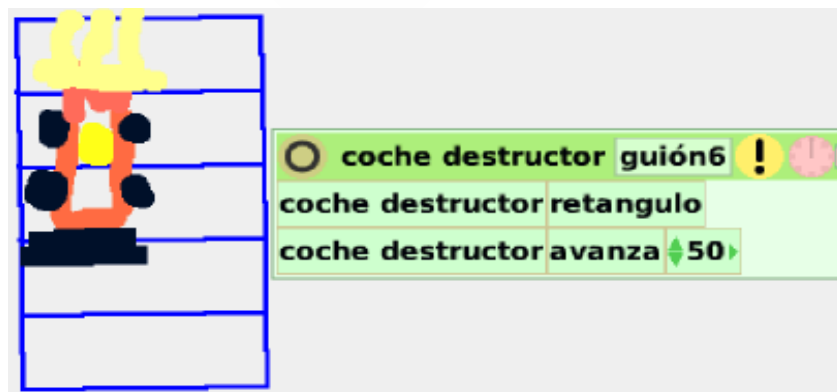 coche destructor guión6 !
coche destructor retangulo
coche destructor avanza 50